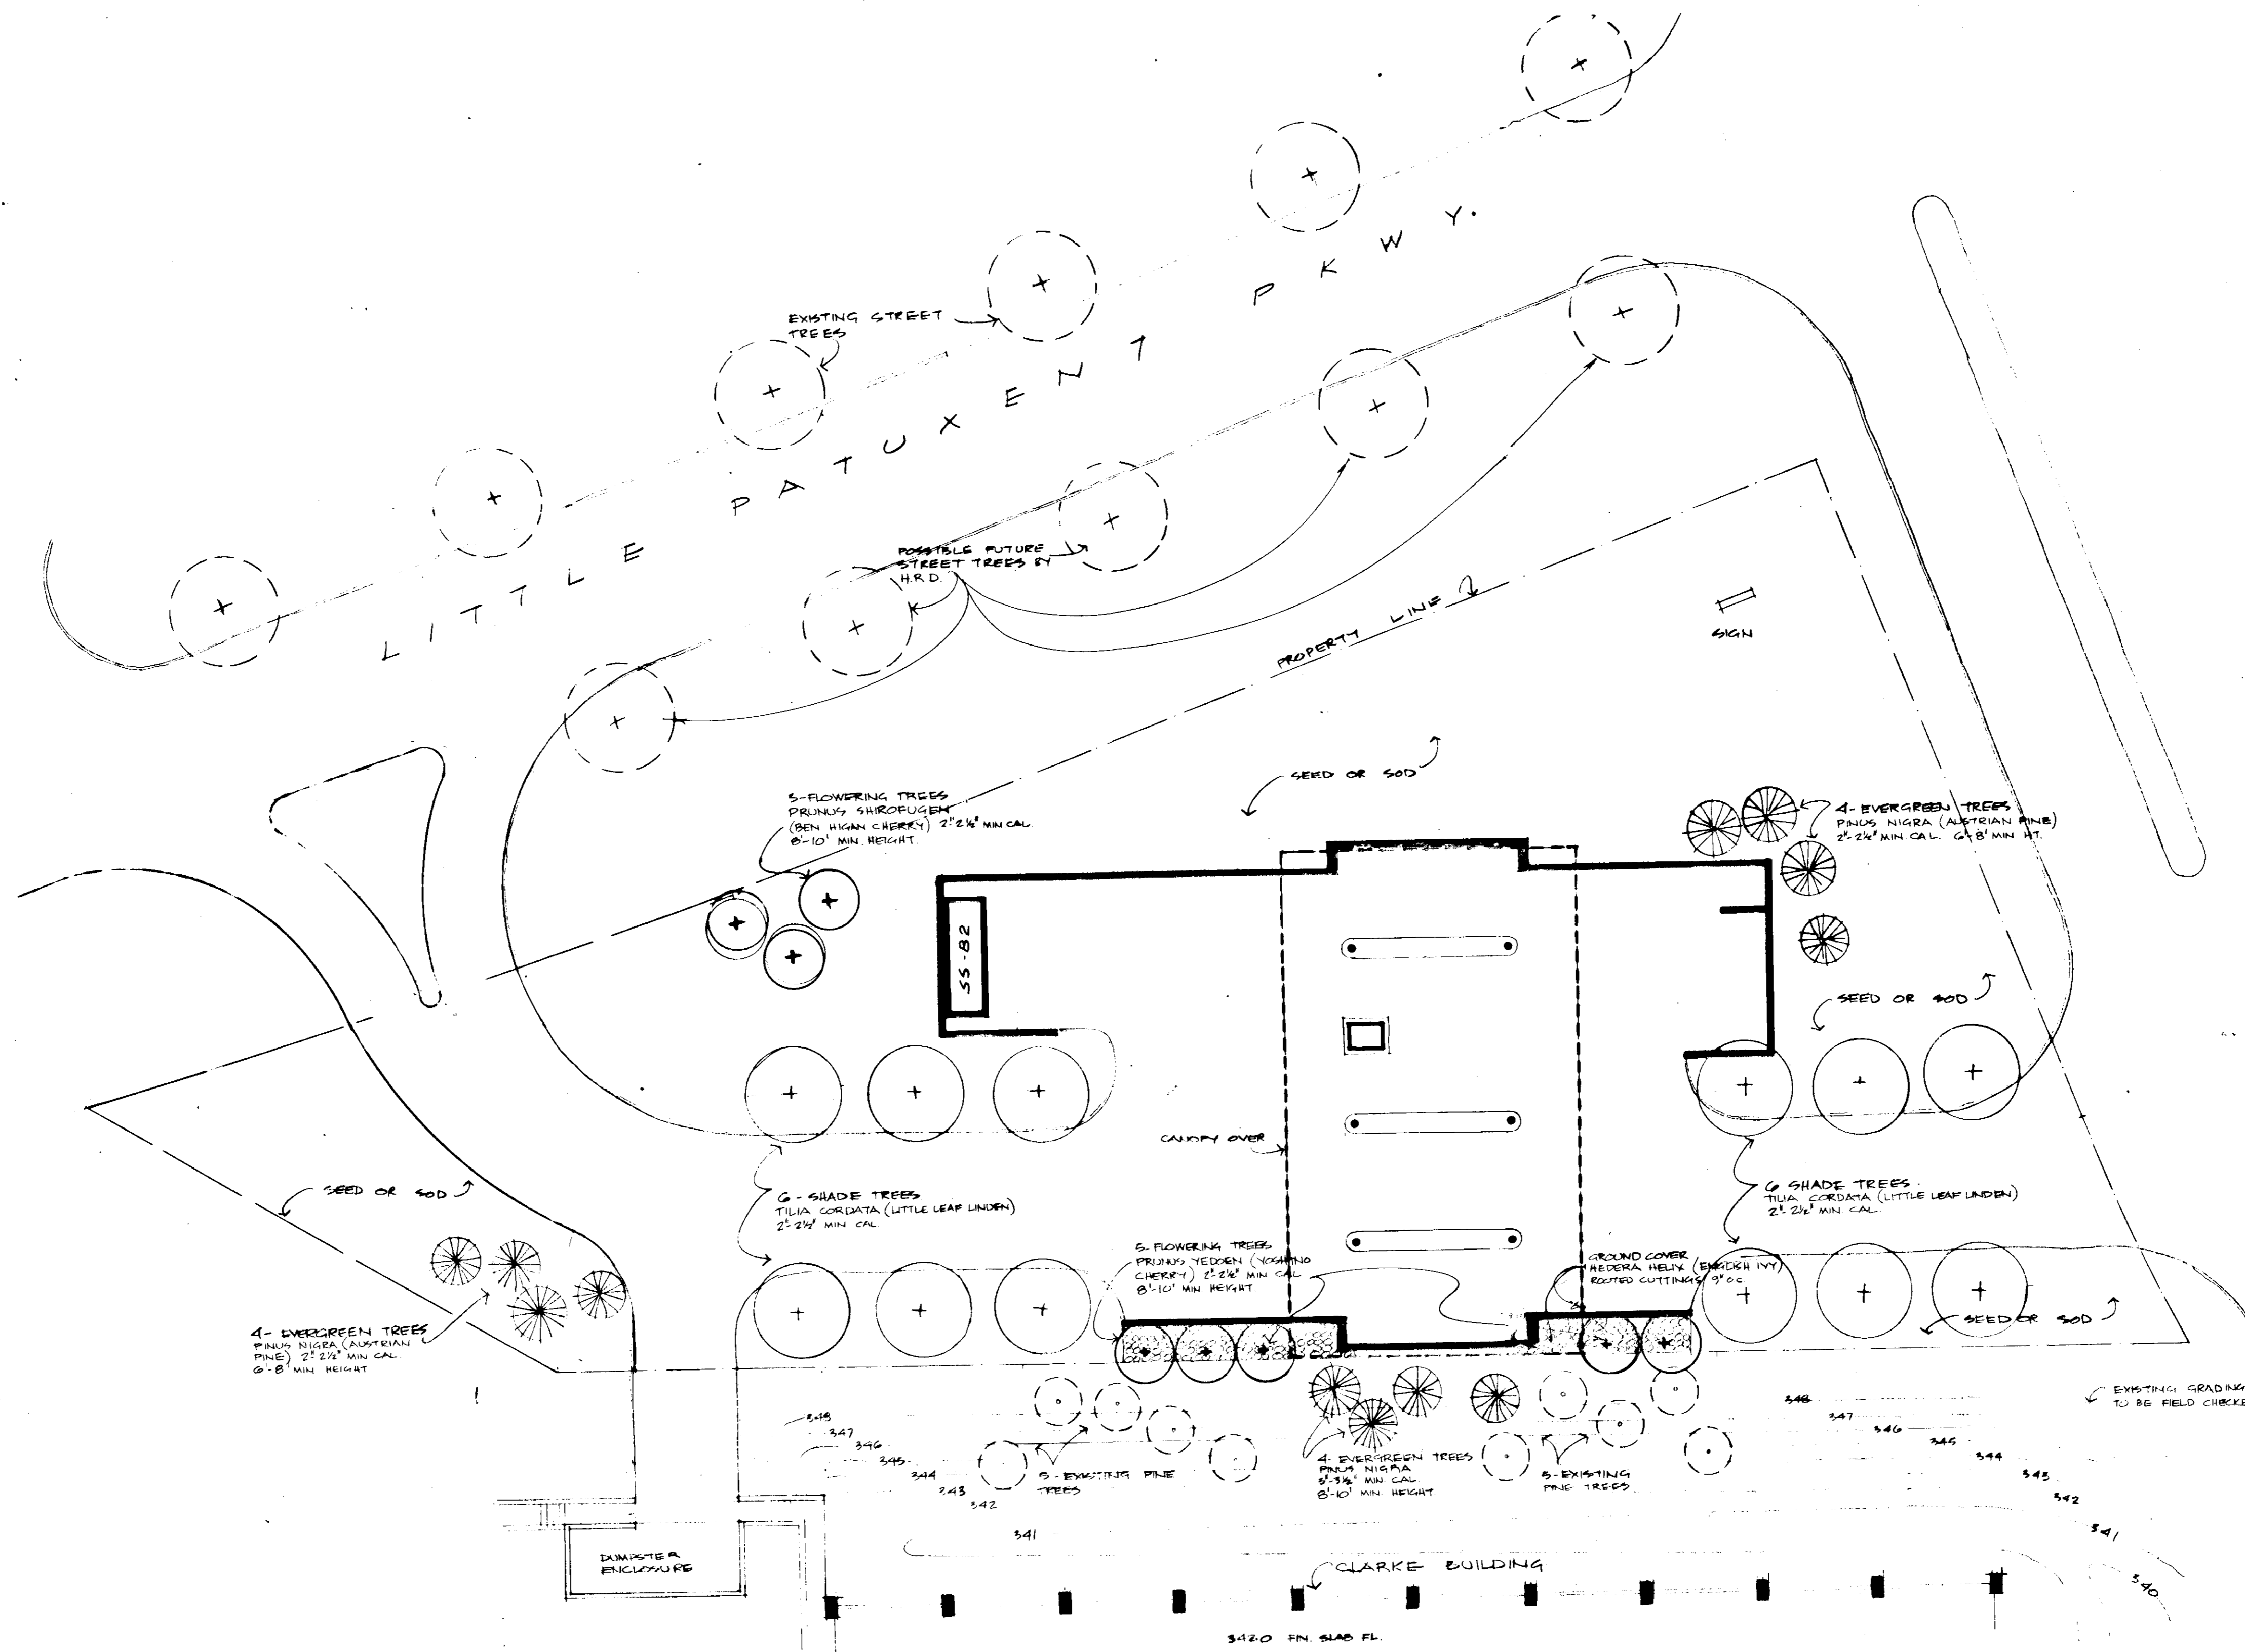 EXISTING STREET
TREES
LITTLE PATUXENT PKWY.
POSSIBLE FUTURE
STREET TREES BY
H.R.D.
PROPERTY LINE
SIGN
SEED OR SOD
3-FLOWERING TREES
PRUNUS SHIROFUGEN
(BEN HIGAN CHERRY) 2"-2½" MIN CAL.
8'-10' MIN. HEIGHT.
4- EVERGREEN TREES
PINUS NIGRA (AUSTRIAN PINE)
2"-2½" MIN. CAL. 6'-8' MIN. HT.
SS-B2
SEED OR SOD
CANOPY OVER
SEED OR SOD
6 - SHADE TREES
TILIA CORDATA (LITTLE LEAF LINDEN)
2"-2½" MIN CAL
6 SHADE TREES.
TILIA CORDATA (LITTLE LEAF LINDEN)
2"-2½" MIN CAL.
5- FLOWERING TREES
PRUNUS YEDOEN (YOSHINO
CHERRY) 2"-2½" MIN CAL
8'-10' MIN HEIGHT.
GROUND COVER
HEDERA HELIX (ENGLISH IVY)
ROOTED CUTTINGS 9" O.C.
SEED OR SOD
4- EVERGREEN TREES
PINUS NIGRA (AUSTRIAN
PINE) 2"-2½" MIN CAL.
6'-8' MIN HEIGHT
EXISTING GRADING
TO BE FIELD
348
347
346
345
344
343
342
341
348
347
346
345
344
343
342
341
340
5-EXISTING PINE
TREES
4- EVERGREEN TREES
PINUS NIGRA
3"-3½" MIN CAL.
8'-10' MIN. HEIGHT
5-EXISTING
PINE TREES
DUMPSTER
ENCLOSURE
CLARKE BUILDING
342.0 FIN. SLAB FL.